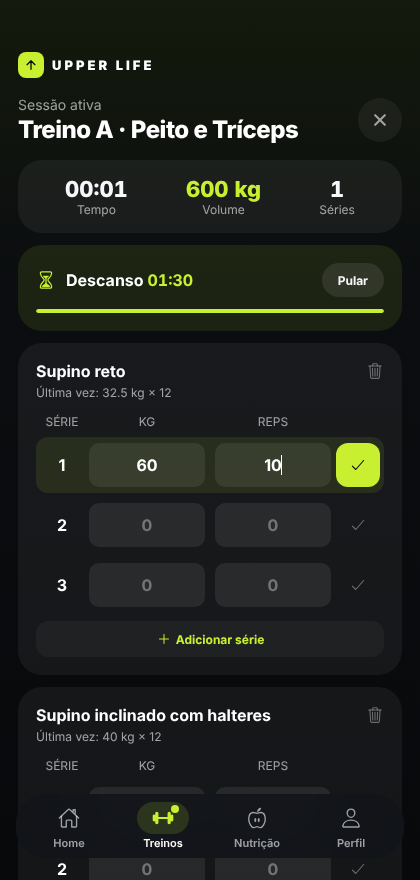 UPPER LIFE
Sessão ativa
Treino A · Peito e Tríceps
00:01 600 kg 1
Tempo Volume Séries
Descanso 01:30 Pular
Supino reto
Última vez: 32.5 kg × 12
SÉRIE KG REPS
1 60 10
2 0 0
3 0 0
+ Adicionar série
Supino inclinado com halteres
Última vez: 40 kg × 12
SÉRIE KG REPS
Home Treinos Nutrição Perfil
2 0 0